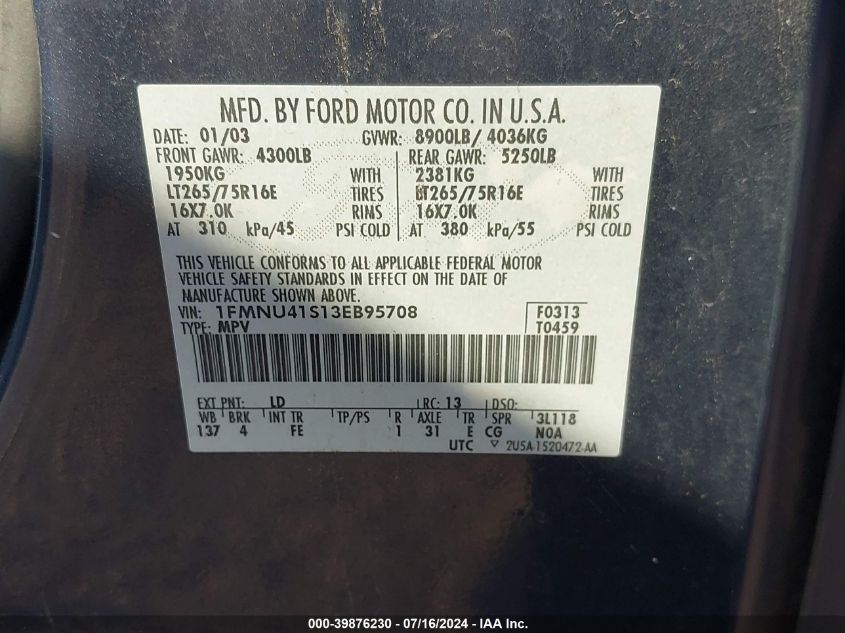 MFD. BY FORD MOTOR CO. IN U.S.A.
DATE: 01/03 GVWR: 8900LB/ 4036KG
FRONT GAWR: 4300LB REAR GAWR: 5250LB
1950KG WITH 2381KG WITH
LT265/75R16E TIRES LT265/75R16E TIRES
16X7.0K RIMS 16X7.0K RIMS
AT 310 kPa/45 PSI COLD AT 380 kPa/55 PSI COLD
THIS VEHICLE CONFORMS TO ALL APPLICABLE FEDERAL MOTOR
VEHICLE SAFETY STANDARDS IN EFFECT ON THE DATE OF
MANUFACTURE SHOWN ABOVE.
VIN: 1FMNU41S13EB95708 F0313
TYPE: MPV T0459
EXT PNT: LD RC: 13 DSO:
WB BRK INT TR TP/PS R AXLE TR SPR 3L118
137 4 FE 1 31 E CG N0A
UTC ▽ 2U5A-1520472-AA
000-39876230 - 07/16/2024 - IAA Inc.